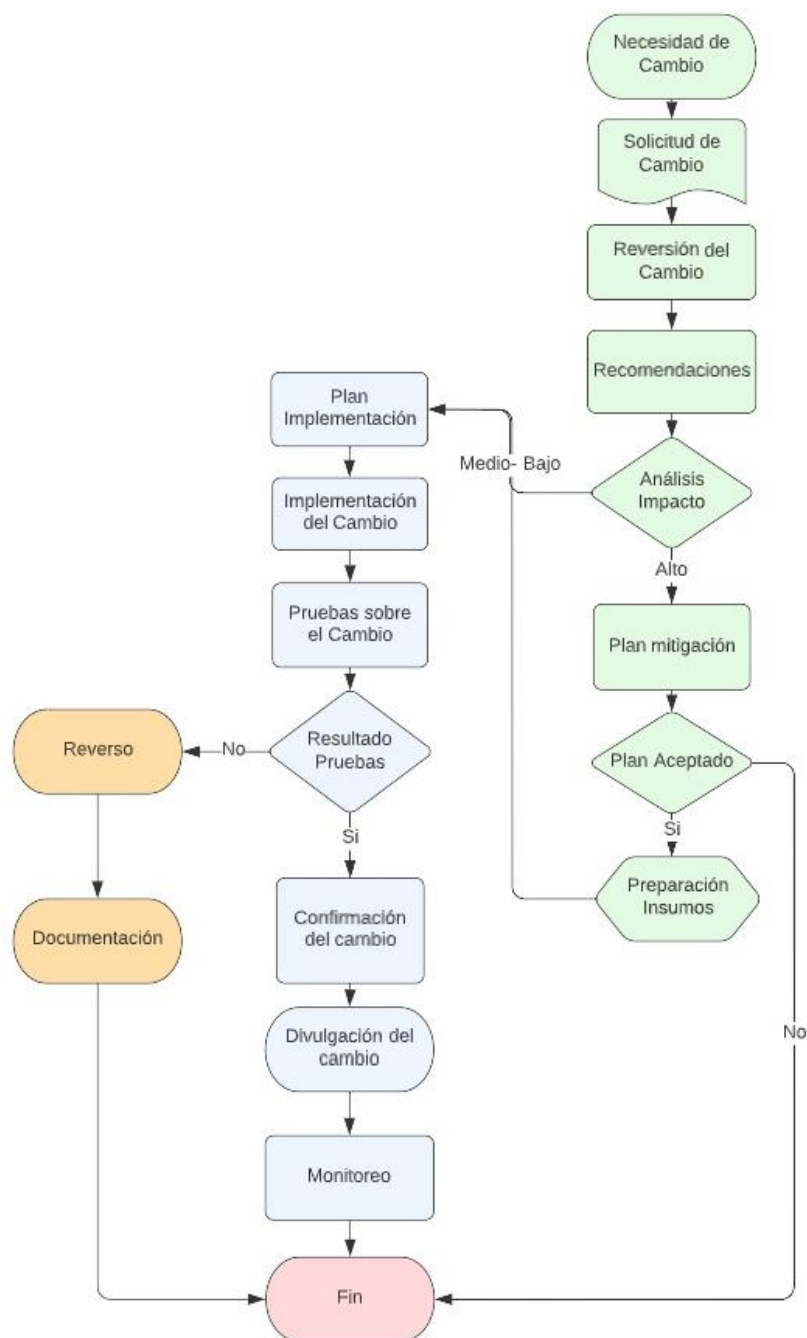 Necesidad de
Cambio
Solicitud de
Cambio
Reversión del
Cambio
Recomendaciones
Análisis
Impacto
Medio- Bajo
Alto
Plan mitigación
Plan Aceptado
Si
No
Preparación
Insumos
Plan
Implementación
Implementación
del Cambio
Pruebas sobre
el Cambio
Resultado
Pruebas
No
Si
Reverso
Documentación
Confirmación
del cambio
Divulgación del
cambio
Monitoreo
Fin